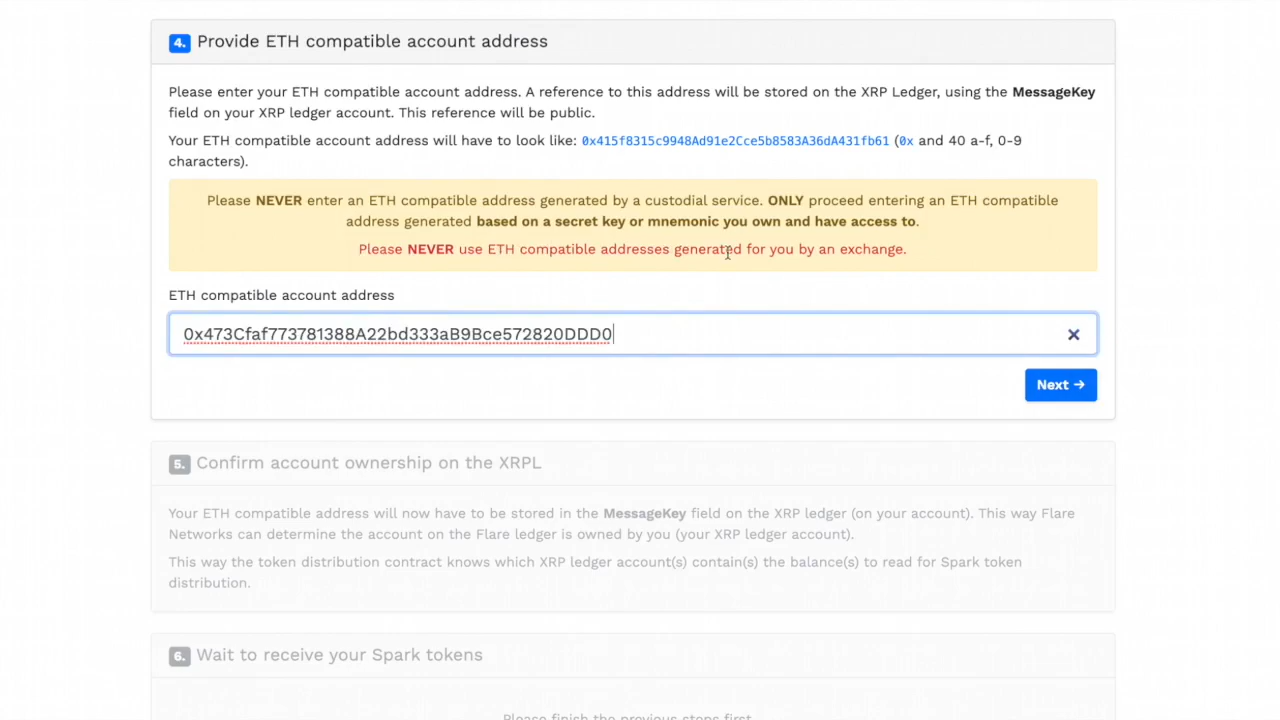 4. Provide ETH compatible account address
Please enter your ETH compatible account address. A reference to this address will be stored on the XRP Ledger, using the MessageKey
field on your XRP ledger account. This reference will be public.
Your ETH compatible account address will have to look like: 0x415f8315c9948Ad91e2Cce5b8583A36dA431fb61 (0x and 40 a-f, 0-9
characters).
Please NEVER enter an ETH compatible address generated by a custodial service. ONLY proceed entering an ETH compatible
address generated based on a secret key or mnemonic you own and have access to.
Please NEVER use ETH compatible addresses generated for you by an exchange.
ETH compatible account address
0x473Cfaf773781388A22bd333aB9Bce572820DDD0
Next →
5. Confirm account ownership on the XRPL
Your ETH compatible address will now have to be stored in the MessageKey field on the XRP ledger (on your account). This way Flare
Networks can determine the account on the Flare ledger is owned by you (your XRP ledger account).
This way the token distribution contract knows which XRP ledger account(s) contain(s) the balance(s) to read for Spark token
distribution.
6. Wait to receive your Spark tokens
Please finish the previous steps first